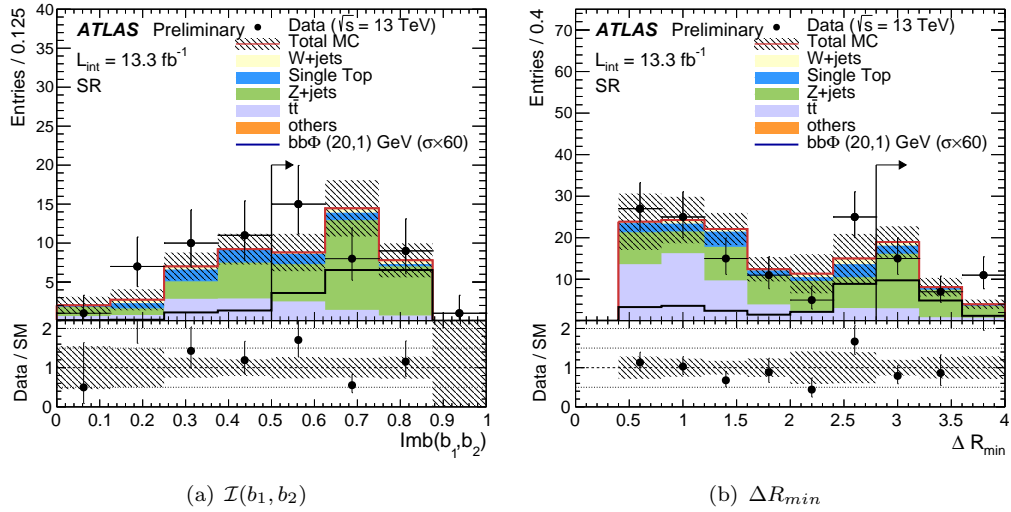 Entries / 0.125
40
35
30
25
20
15
10
5
ATLAS Preliminary
L_int = 13.3 fb⁻¹
SR
Data (√s = 13 TeV)
Total MC
W+jets
Single Top
Z+jets
tt̄
others
bbΦ (20,1) GeV (σ×60)
Data / SM
2
1
0
0 0.1 0.2 0.3 0.4 0.5 0.6 0.7 0.8 0.9 1
Imb(b₁,b₂)
(a) I(b₁, b₂)
Entries / 0.4
70
60
50
40
30
20
10
ATLAS Preliminary
L_int = 13.3 fb⁻¹
SR
Data (√s = 13 TeV)
Total MC
W+jets
Single Top
Z+jets
tt̄
others
bbΦ (20,1) GeV (σ×60)
Data / SM
2
1
0
0 0.5 1 1.5 2 2.5 3 3.5 4
Δ R_min
(b) ΔR_min